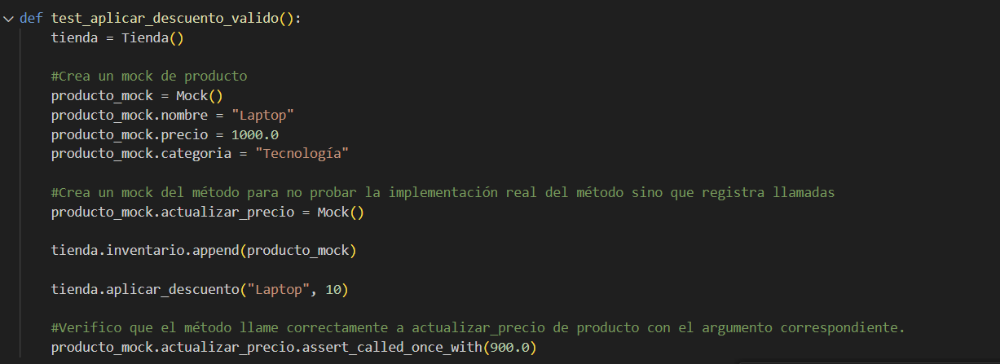 def test_aplicar_descuento_valido():
tienda = Tienda()
#Crea un mock de producto
producto_mock = Mock()
producto_mock.nombre = "Laptop"
producto_mock.precio = 1000.0
producto_mock.categoria = "Tecnología"
#Crea un mock del método para no probar la implementación real del método sino que registra llamadas
producto_mock.actualizar_precio = Mock()
tienda.inventario.append(producto_mock)
tienda.aplicar_descuento("Laptop", 10)
#Verifico que el método llame correctamente a actualizar_precio de producto con el argumento correspondiente.
producto_mock.actualizar_precio.assert_called_once_with(900.0)